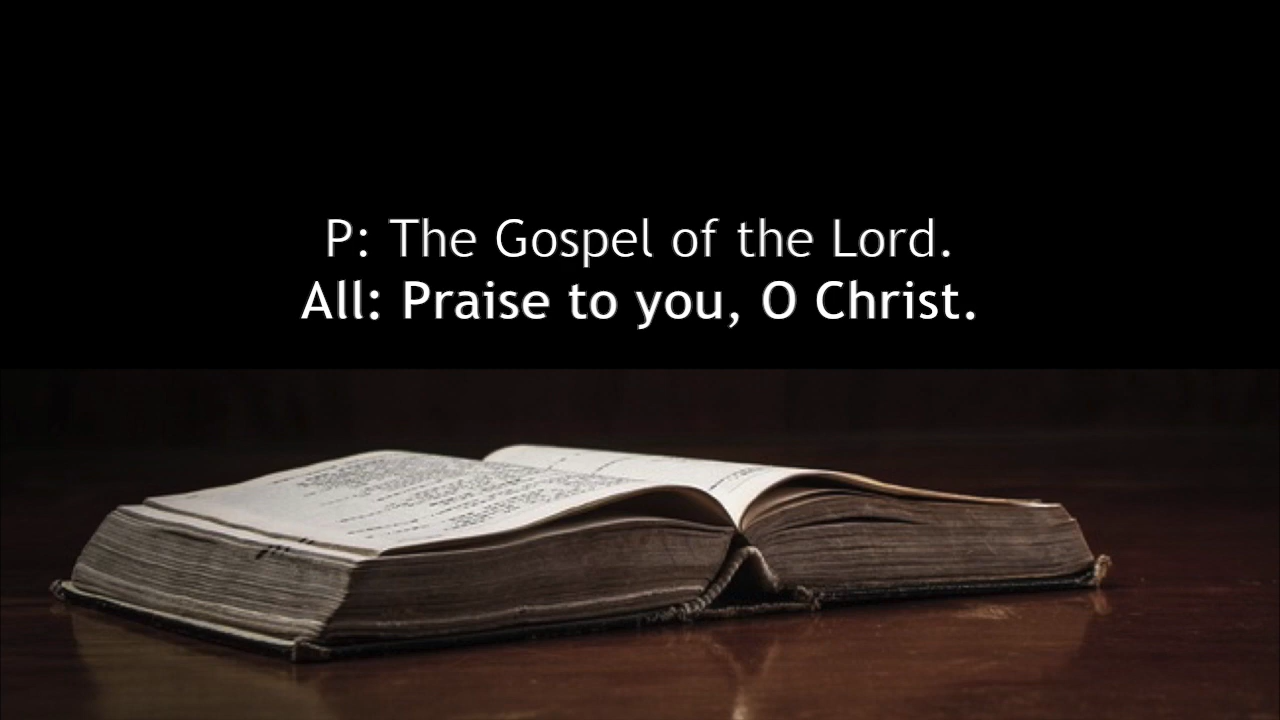 P: The Gospel of the Lord.
All: Praise to you, O Christ.